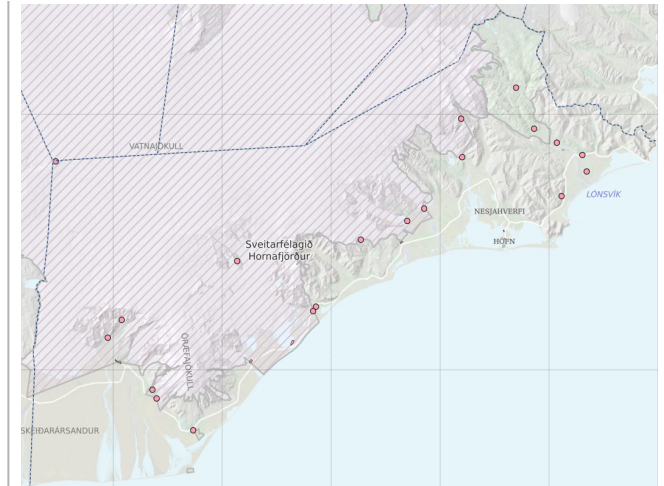 VATNAJÖKULL
LÓNSVÍK
NESJAHVERFI
HÖFN
Sveitarfélagið
Hornafjörður
ÖRÆFAJÖKULL
SKEIÐARÁRSANDUR